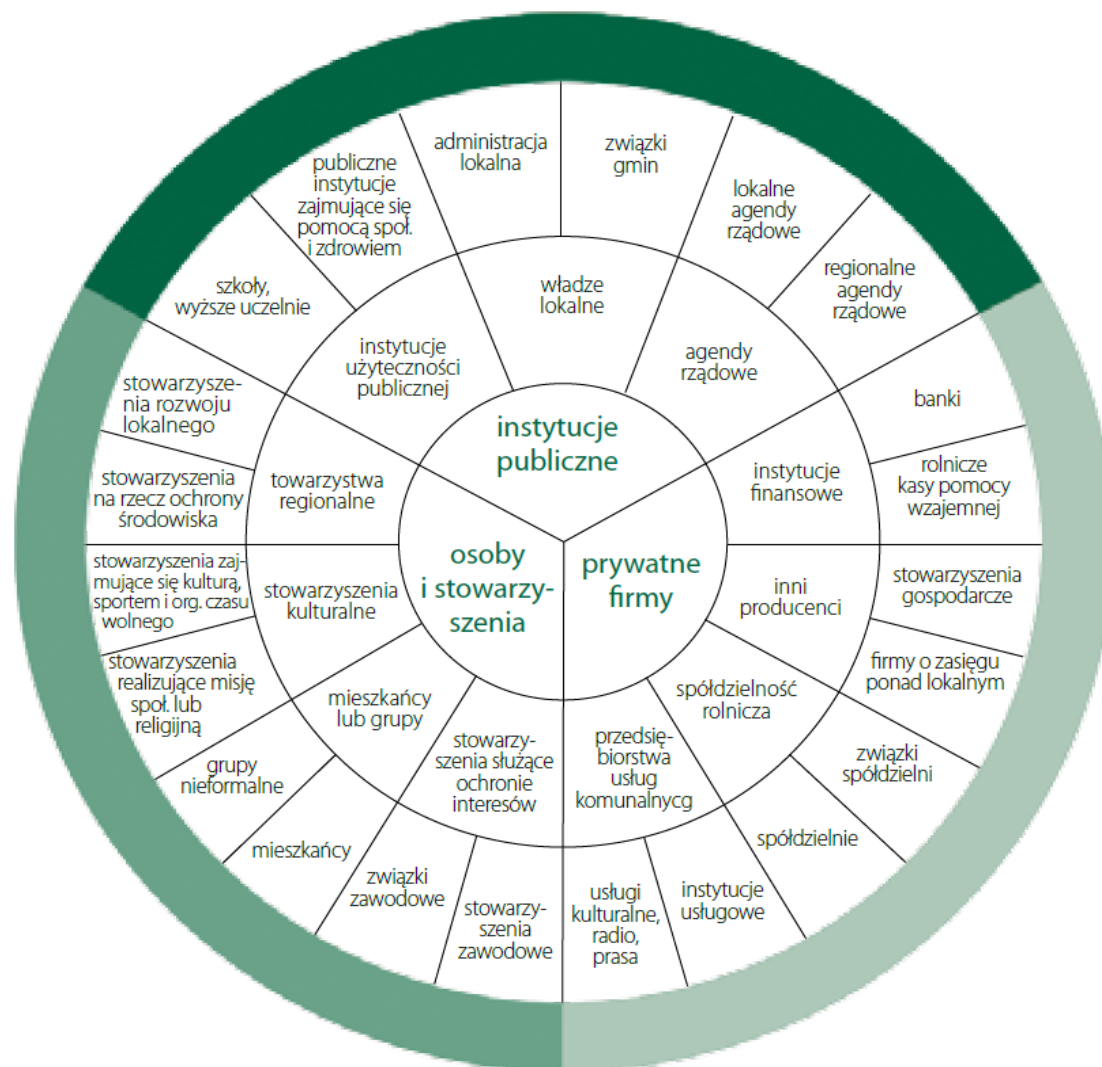 administracja
lokalna
związki
gmin
publiczne
instytucje
zajmujące się
pomocą społ.
i zdrowiem
lokalne
agendy
rządowe
szkoły,
wyższe uczelnie
regionalne
agendy
rządowe
władze
lokalne
instytucje
użyteczności
publicznej
agendy
rządowe
instytucje
publiczne
stowarzysze-
nia rozwoju
lokalnego
banki
stowarzyszenia
na rzecz ochrony
środowiska
towarzystwa
regionalne
instytucje
finansowe
rolnicze
kasy pomocy
wzajemnej
osoby
i stowarzy-
szenia
prywatne
firmy
stowarzyszenia zaj-
mujące się kulturą,
sportem i org. czasu
wolnego
stowarzyszenia
kulturalne
inni
producenci
stowarzyszenia
gospodarcze
stowarzyszenia
realizujące misję
społ. lub
religijną
mieszkańcy
lub grupy
spółdzielność
rolnicza
firmy o zasięgu
ponad lokalnym
grupy
nieformalne
stowarzy-
szenia służące
ochronie
interesów
przedsię-
biorstwa
usług
komunalnycg
związki
spółdzielni
mieszkańcy
spółdzielnie
związki
zawodowe
stowarzy-
szenia
zawodowe
usługi
kulturalne,
radio,
prasa
instytucje
usługowe